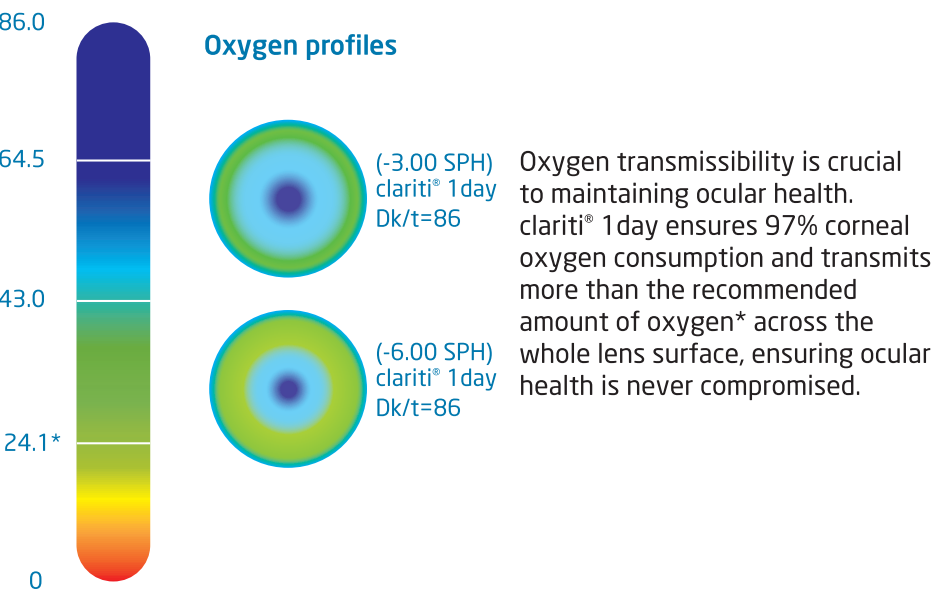 86.0
64.5
43.0
24.1*
0
Oxygen profiles
(-3.00 SPH)
clariti® 1day
Dk/t=86
(-6.00 SPH)
clariti® 1day
Dk/t=86
Oxygen transmissibility is crucial
to maintaining ocular health.
clariti® 1day ensures 97% corneal
oxygen consumption and transmits
more than the recommended
amount of oxygen* across the
whole lens surface, ensuring ocular
health is never compromised.